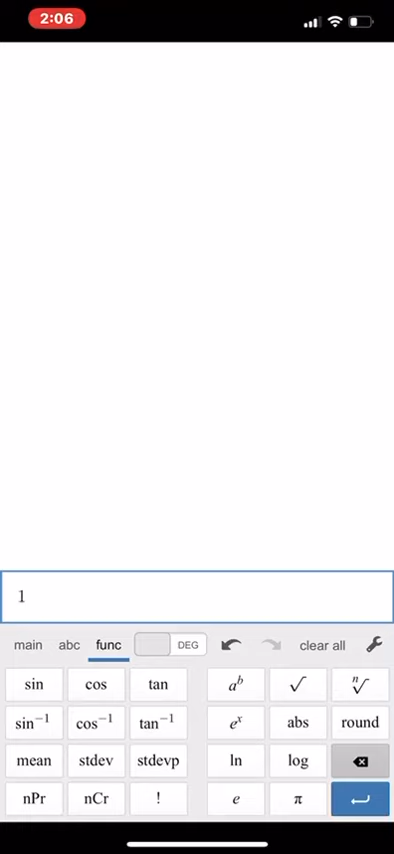 2:06
1
main abc func DEG clear all
sin cos tan aᵇ √ ⁿ√
sin⁻¹ cos⁻¹ tan⁻¹ eˣ abs round
mean stdev stdevp ln log
nPr nCr ! e π